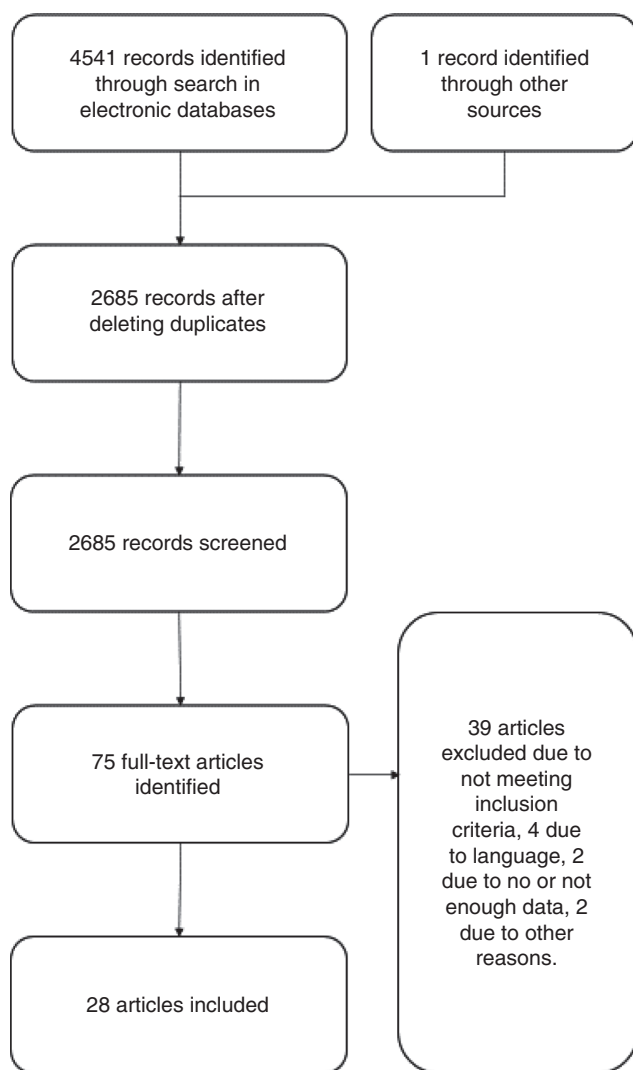 4541 records identified
through search in
electronic databases
1 record identified
through other
sources
2685 records after
deleting duplicates
2685 records screened
75 full-text articles
identified
39 articles
excluded due to
not meeting
inclusion
criteria, 4 due
to language, 2
due to no or not
enough data, 2
due to other
reasons.
28 articles included